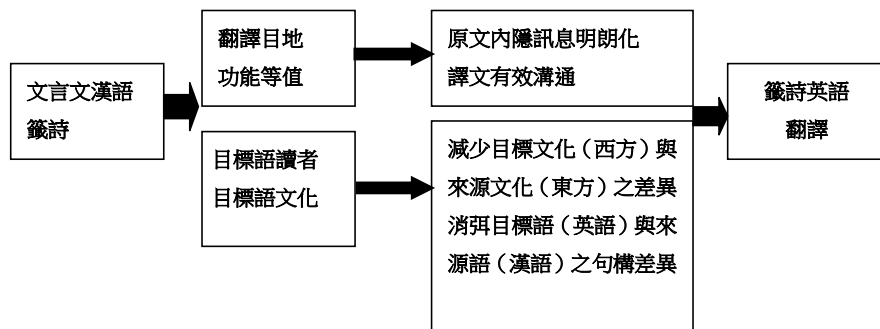 文言文漢語
籤詩
翻譯目地
功能等值
原文內隱訊息明朗化
譯文有效溝通
目標語讀者
目標語文化
減少目標文化（西方）與
來源文化（東方）之差異
消弭目標語（英語）與來
源語（漢語）之句構差異
籤詩英語
翻譯